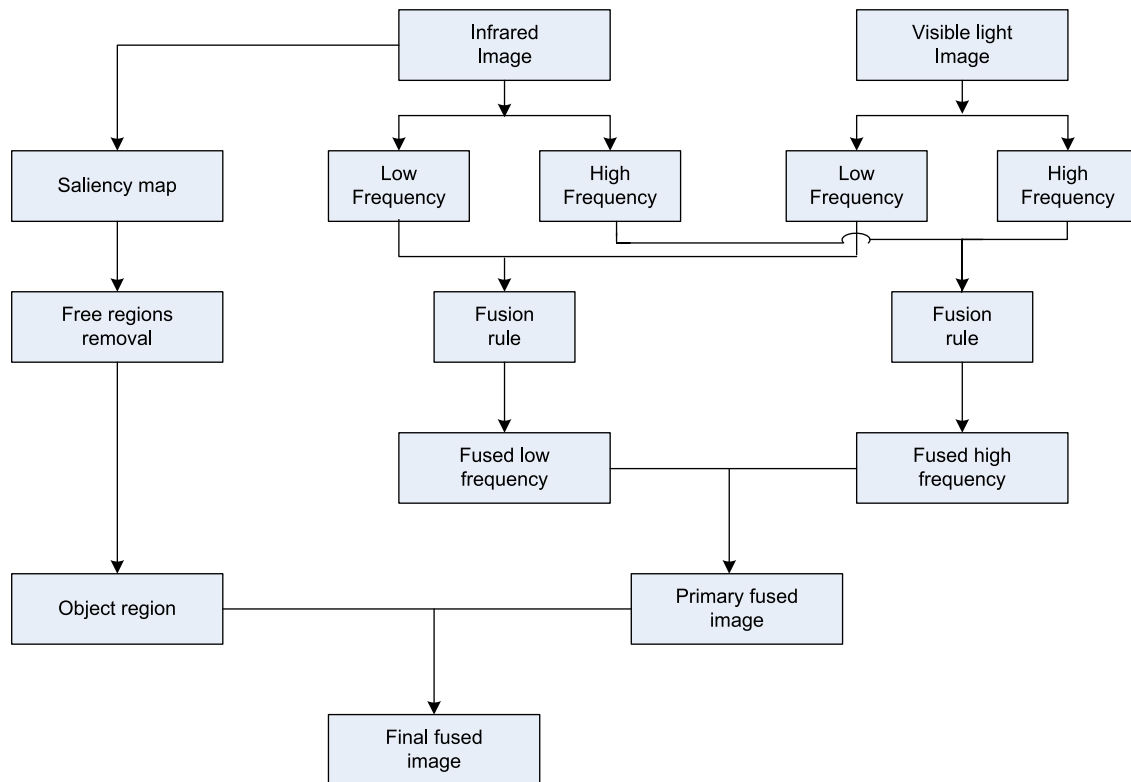 Infrared
Image
Visible light
Image
Saliency map
Low
Frequency
High
Frequency
Low
Frequency
High
Frequency
Free regions
removal
Fusion
rule
Fusion
rule
Fused low
frequency
Fused high
frequency
Object region
Primary fused
image
Final fused
image